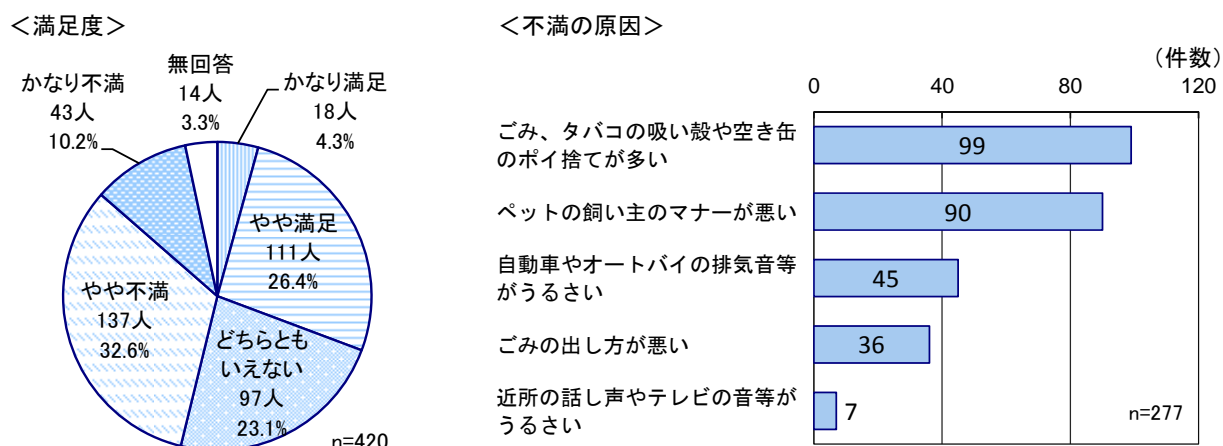 ＜満足度＞
無回答
14人
3.3%
かなり満足
18人
4.3%
かなり不満
43人
10.2%
やや満足
111人
26.4%
やや不満
137人
32.6%
どちらとも
いえない
97人
23.1%
n=420
＜不満の原因＞
（件数）
0 40 80 120
ごみ、タバコの吸い殻や空き缶
のポイ捨てが多い
99
ペットの飼い主のマナーが悪い
90
自動車やオートバイの排気音等
がうるさい
45
ごみの出し方が悪い
36
近所の話し声やテレビの音等が
うるさい
7
n=277